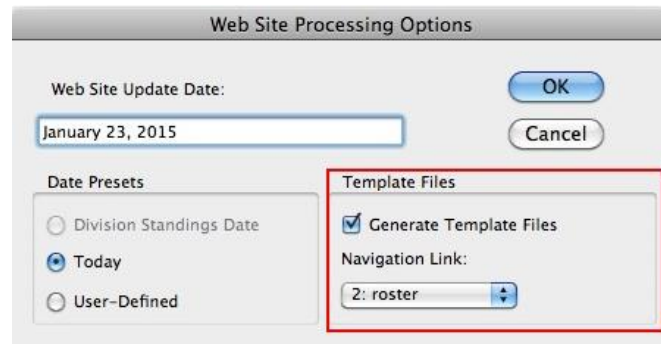 Web Site Processing Options
Web Site Update Date:
OK
January 23, 2015
Cancel
Date Presets
Division Standings Date
Today
User-Defined
Template Files
Generate Template Files
Navigation Link:
2: roster